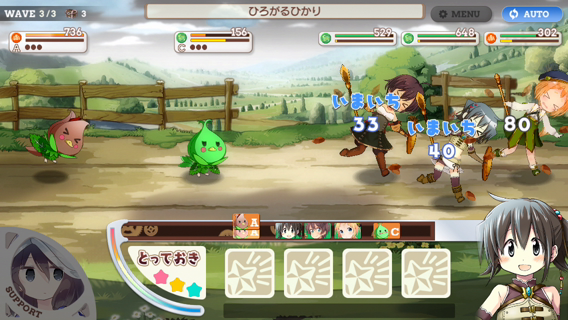 WAVE 3/3 3
ひろがるひかり
MENU
AUTO
736
A
156
C
529
648
302
いまいち
33
いまいち
40
80
A
C
とっておき
SUPPORT